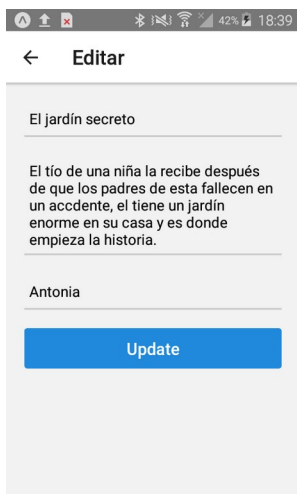 42% 18:39
Editar
El jardín secreto
El tío de una niña la recibe después
de que los padres de esta fallecen en
un accdente, el tiene un jardín
enorme en su casa y es donde
empieza la historia.
Antonia
Update